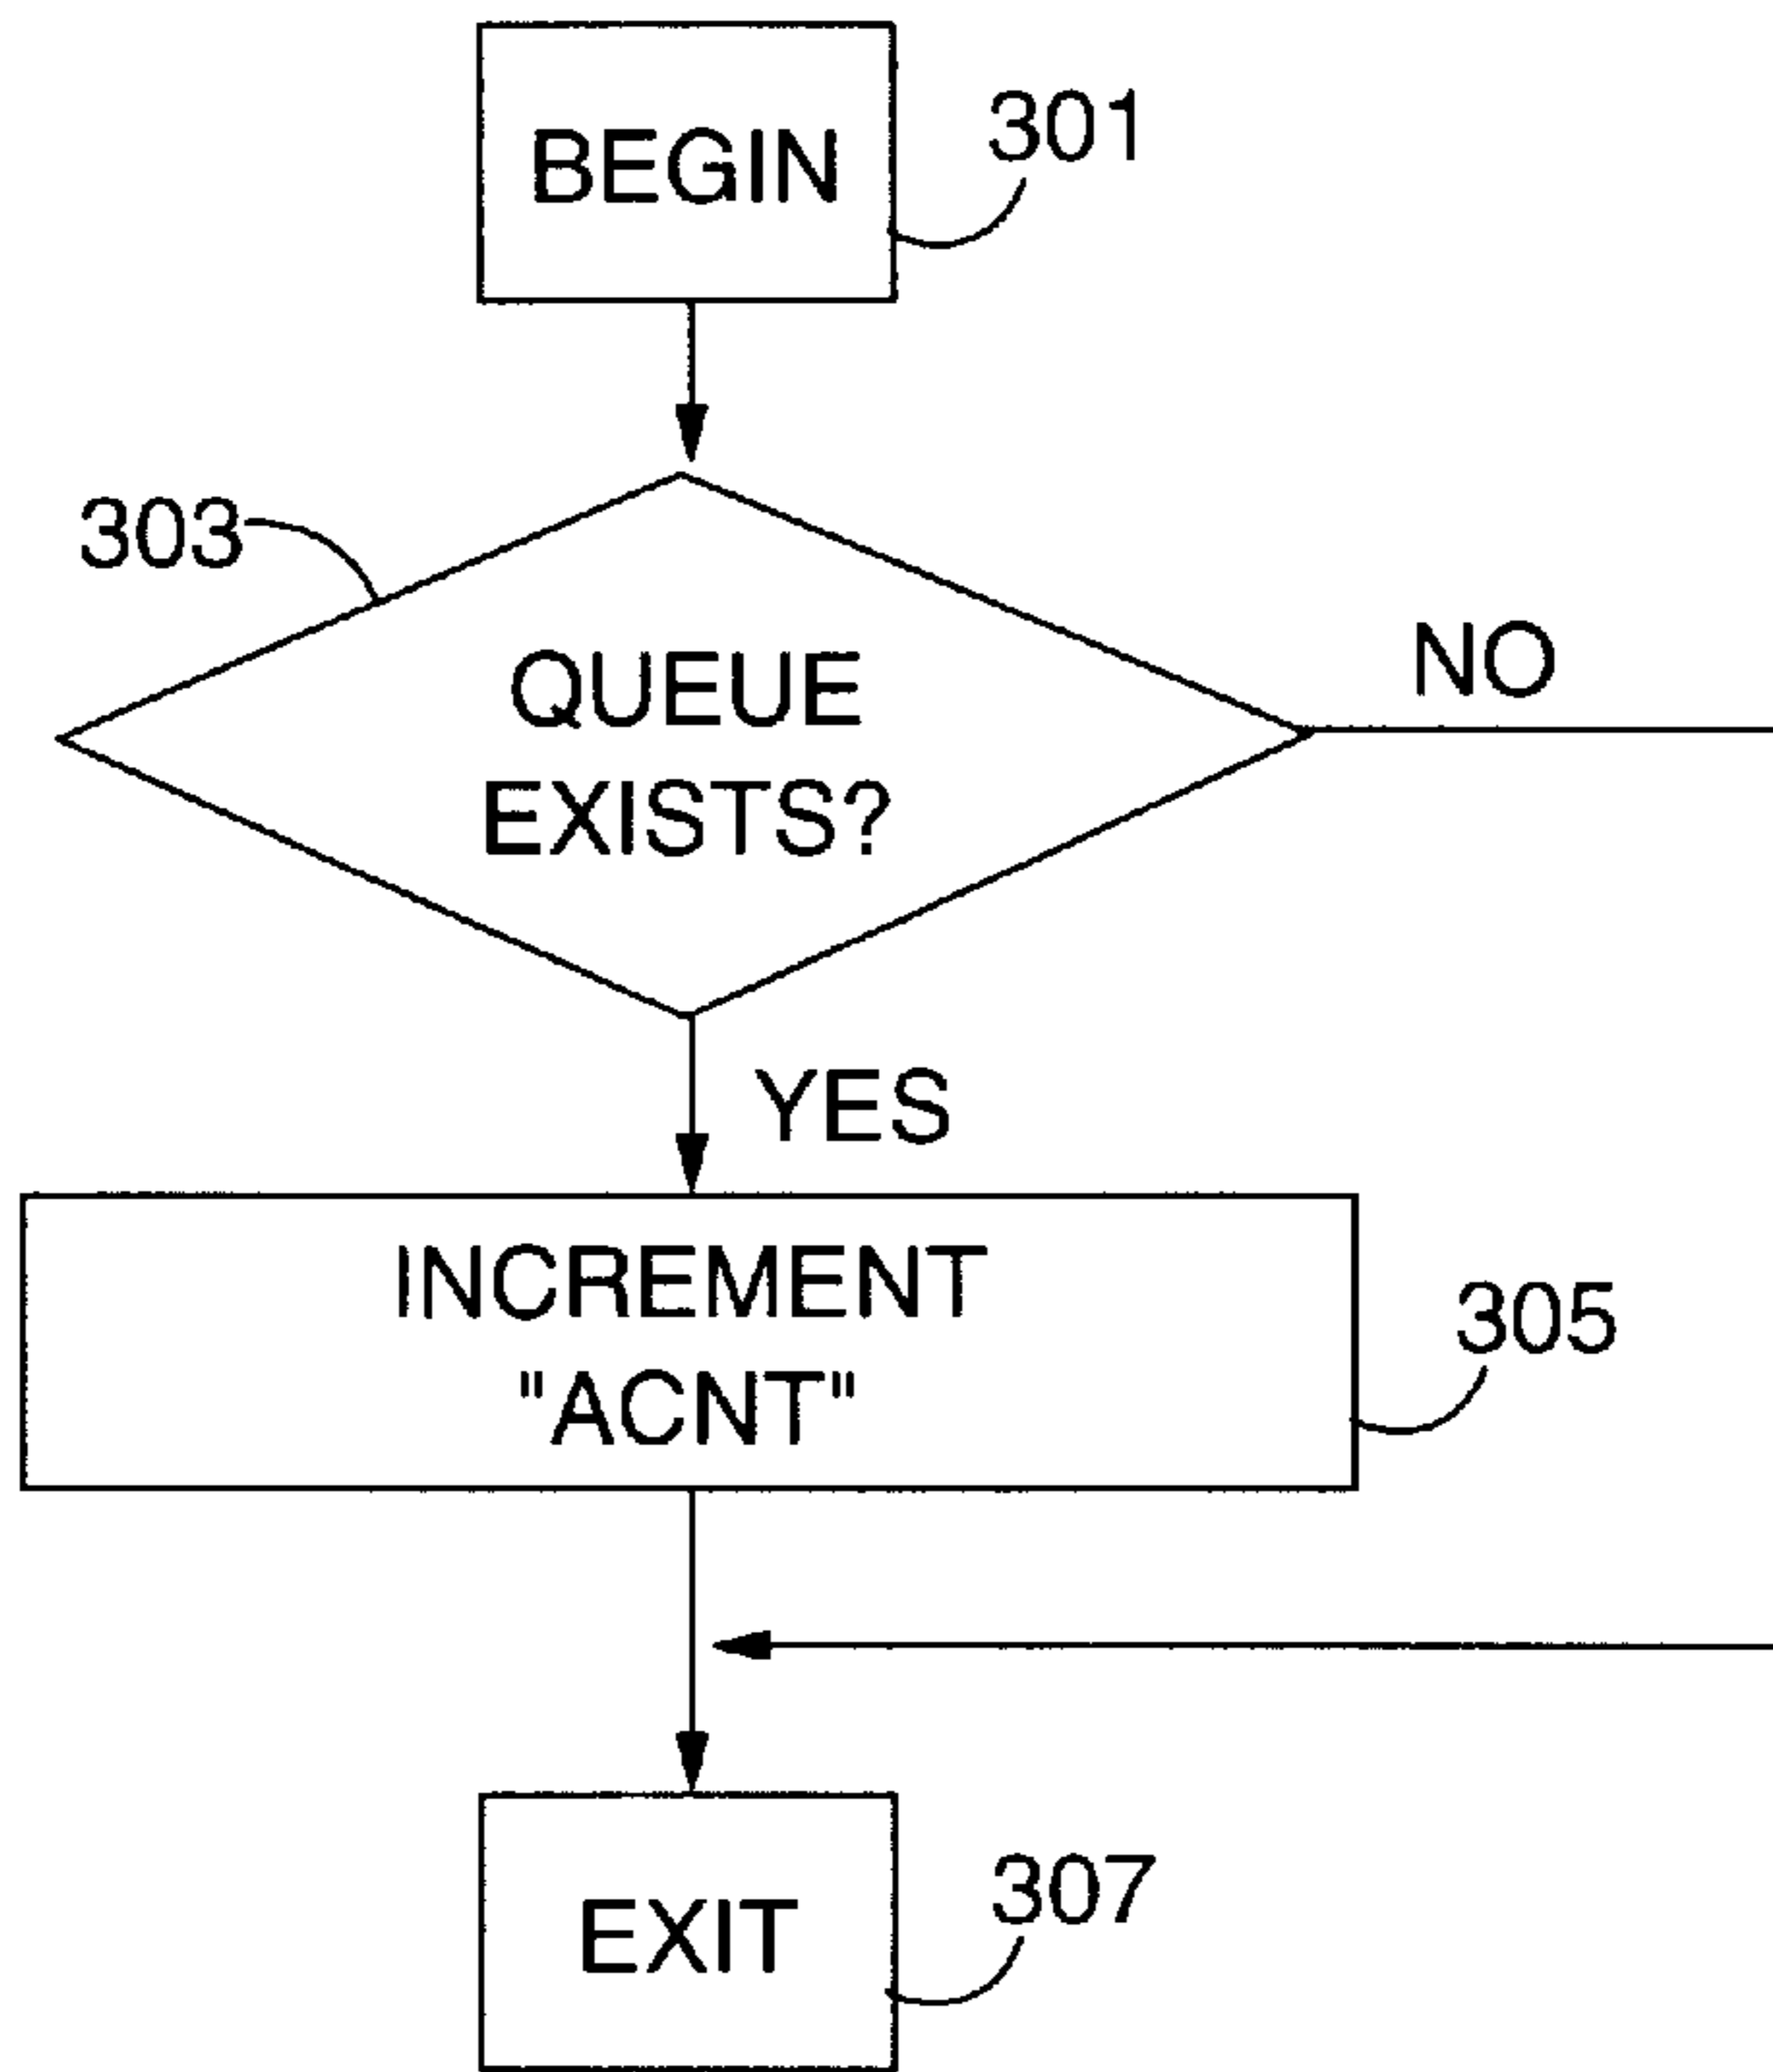 BEGIN
301
303
QUEUE
EXISTS?
NO
YES
INCREMENT
"ACNT"
305
EXIT
307